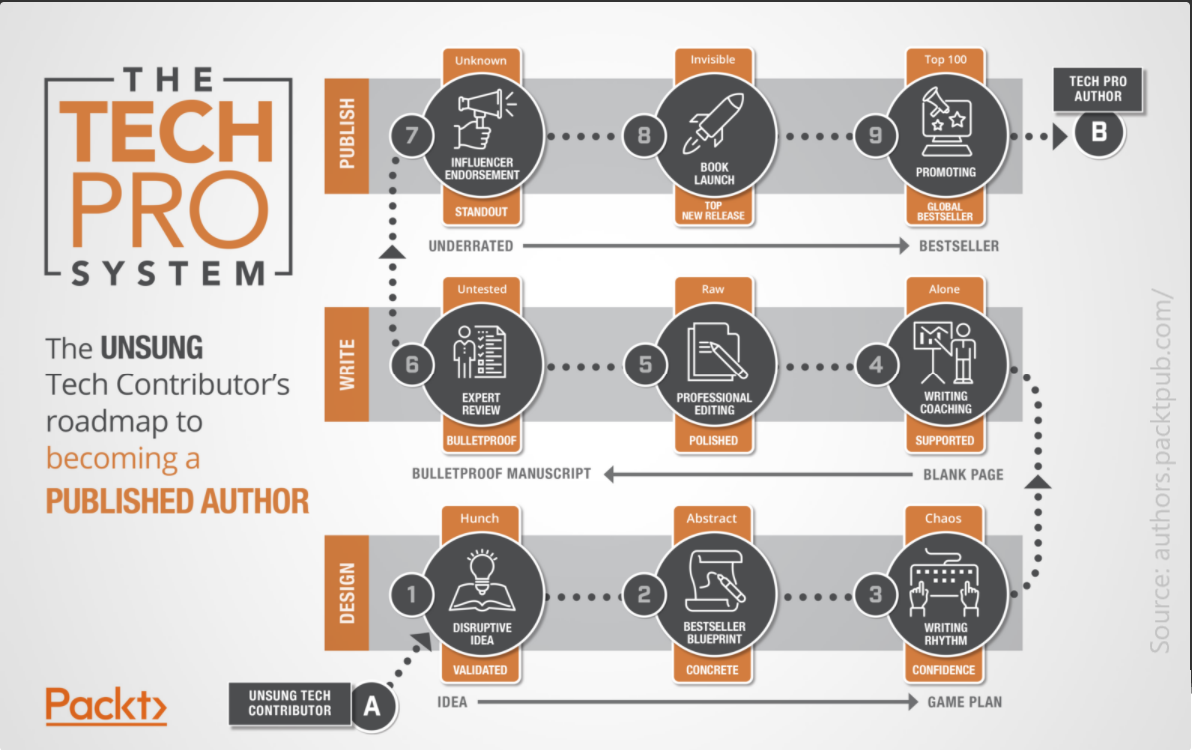 THE
TECH
PRO
SYSTEM
The UNSUNG
Tech Contributor's
roadmap to
becoming a
PUBLISHED AUTHOR
Packt>
PUBLISH
Unknown
7
INFLUENCER
ENDORSEMENT
STANDOUT
Invisible
8
BOOK
LAUNCH
TOP
NEW RELEASE
Top 100
9
PROMOTING
GLOBAL
BESTSELLER
TECH PRO
AUTHOR
B
UNDERRATED
BESTSELLER
WRITE
Untested
6
EXPERT
REVIEW
BULLETPROOF
Raw
5
PROFESSIONAL
EDITING
POLISHED
Alone
4
WRITING
COACHING
SUPPORTED
BULLETPROOF MANUSCRIPT
BLANK PAGE
DESIGN
Hunch
1
DISRUPTIVE
IDEA
VALIDATED
Abstract
2
BESTSELLER
BLUEPRINT
CONCRETE
Chaos
3
WRITING
RHYTHM
CONFIDENCE
UNSUNG TECH
CONTRIBUTOR
A
IDEA
GAME PLAN
Source: authors.packtpub.com/